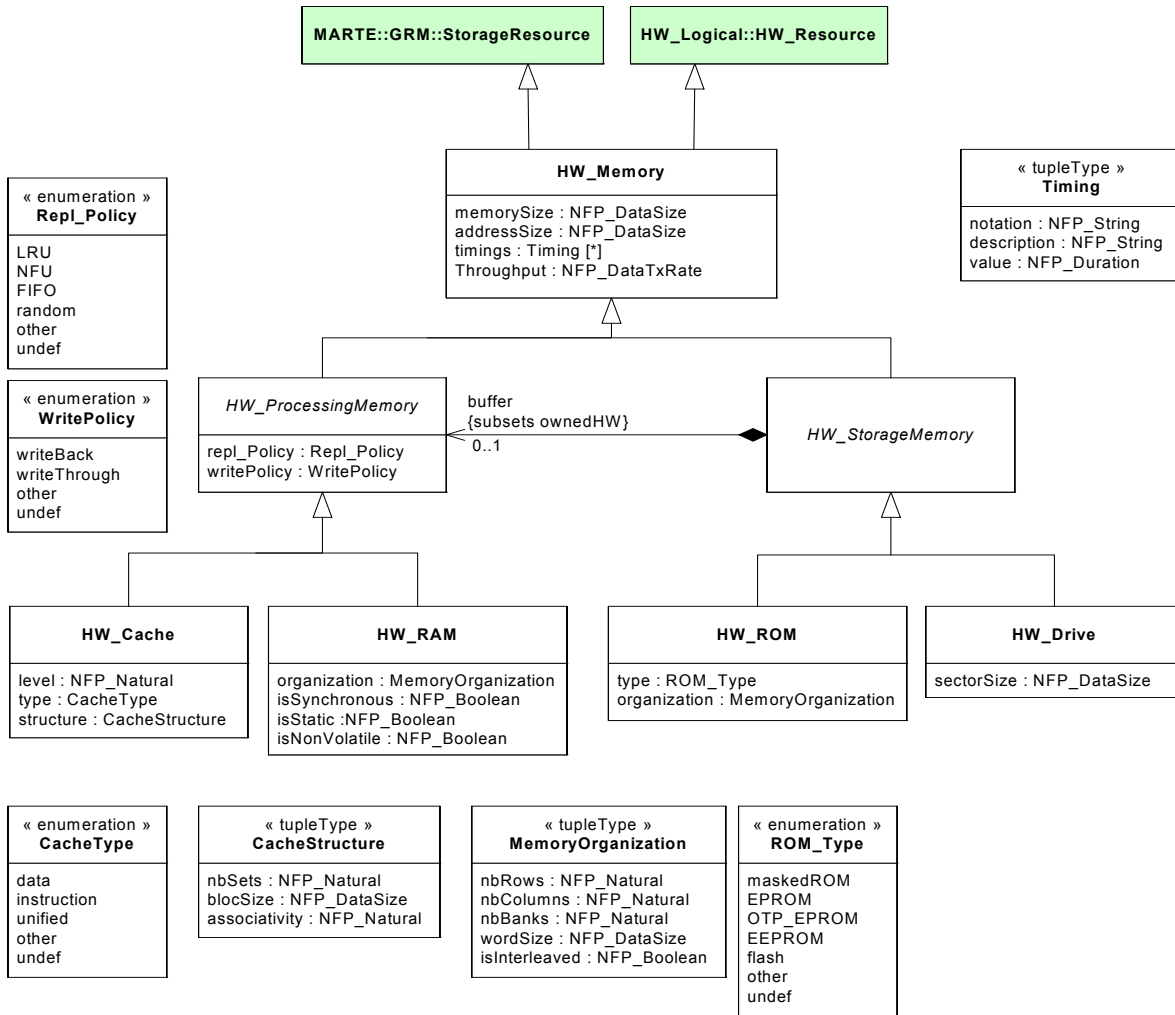 MARTE::GRM::StorageResource
HW_Logical::HW_Resource
HW_Memory
memorySize : NFP_DataSize
addressSize : NFP_DataSize
timings : Timing [*]
Throughput : NFP_DataTxRate
« tupleType »
Timing
notation : NFP_String
description : NFP_String
value : NFP_Duration
« enumeration »
Repl_Policy
LRU
NFU
FIFO
random
other
undef
« enumeration »
WritePolicy
writeBack
writeThrough
other
undef
HW_ProcessingMemory
repl_Policy : Repl_Policy
writePolicy : WritePolicy
buffer
{subsets ownedHW}
0..1
HW_StorageMemory
HW_Cache
level : NFP_Natural
type : CacheType
structure : CacheStructure
HW_RAM
organization : MemoryOrganization
isSynchronous : NFP_Boolean
isStatic :NFP_Boolean
isNonVolatile : NFP_Boolean
HW_ROM
type : ROM_Type
organization : MemoryOrganization
HW_Drive
sectorSize : NFP_DataSize
« enumeration »
CacheType
data
instruction
unified
other
undef
« tupleType »
CacheStructure
nbSets : NFP_Natural
blocSize : NFP_DataSize
associativity : NFP_Natural
« tupleType »
MemoryOrganization
nbRows : NFP_Natural
nbColumns : NFP_Natural
nbBanks : NFP_Natural
wordSize : NFP_DataSize
isInterleaved : NFP_Boolean
« enumeration »
ROM_Type
maskedROM
EPROM
OTP_EPROM
EEPROM
flash
other
undef